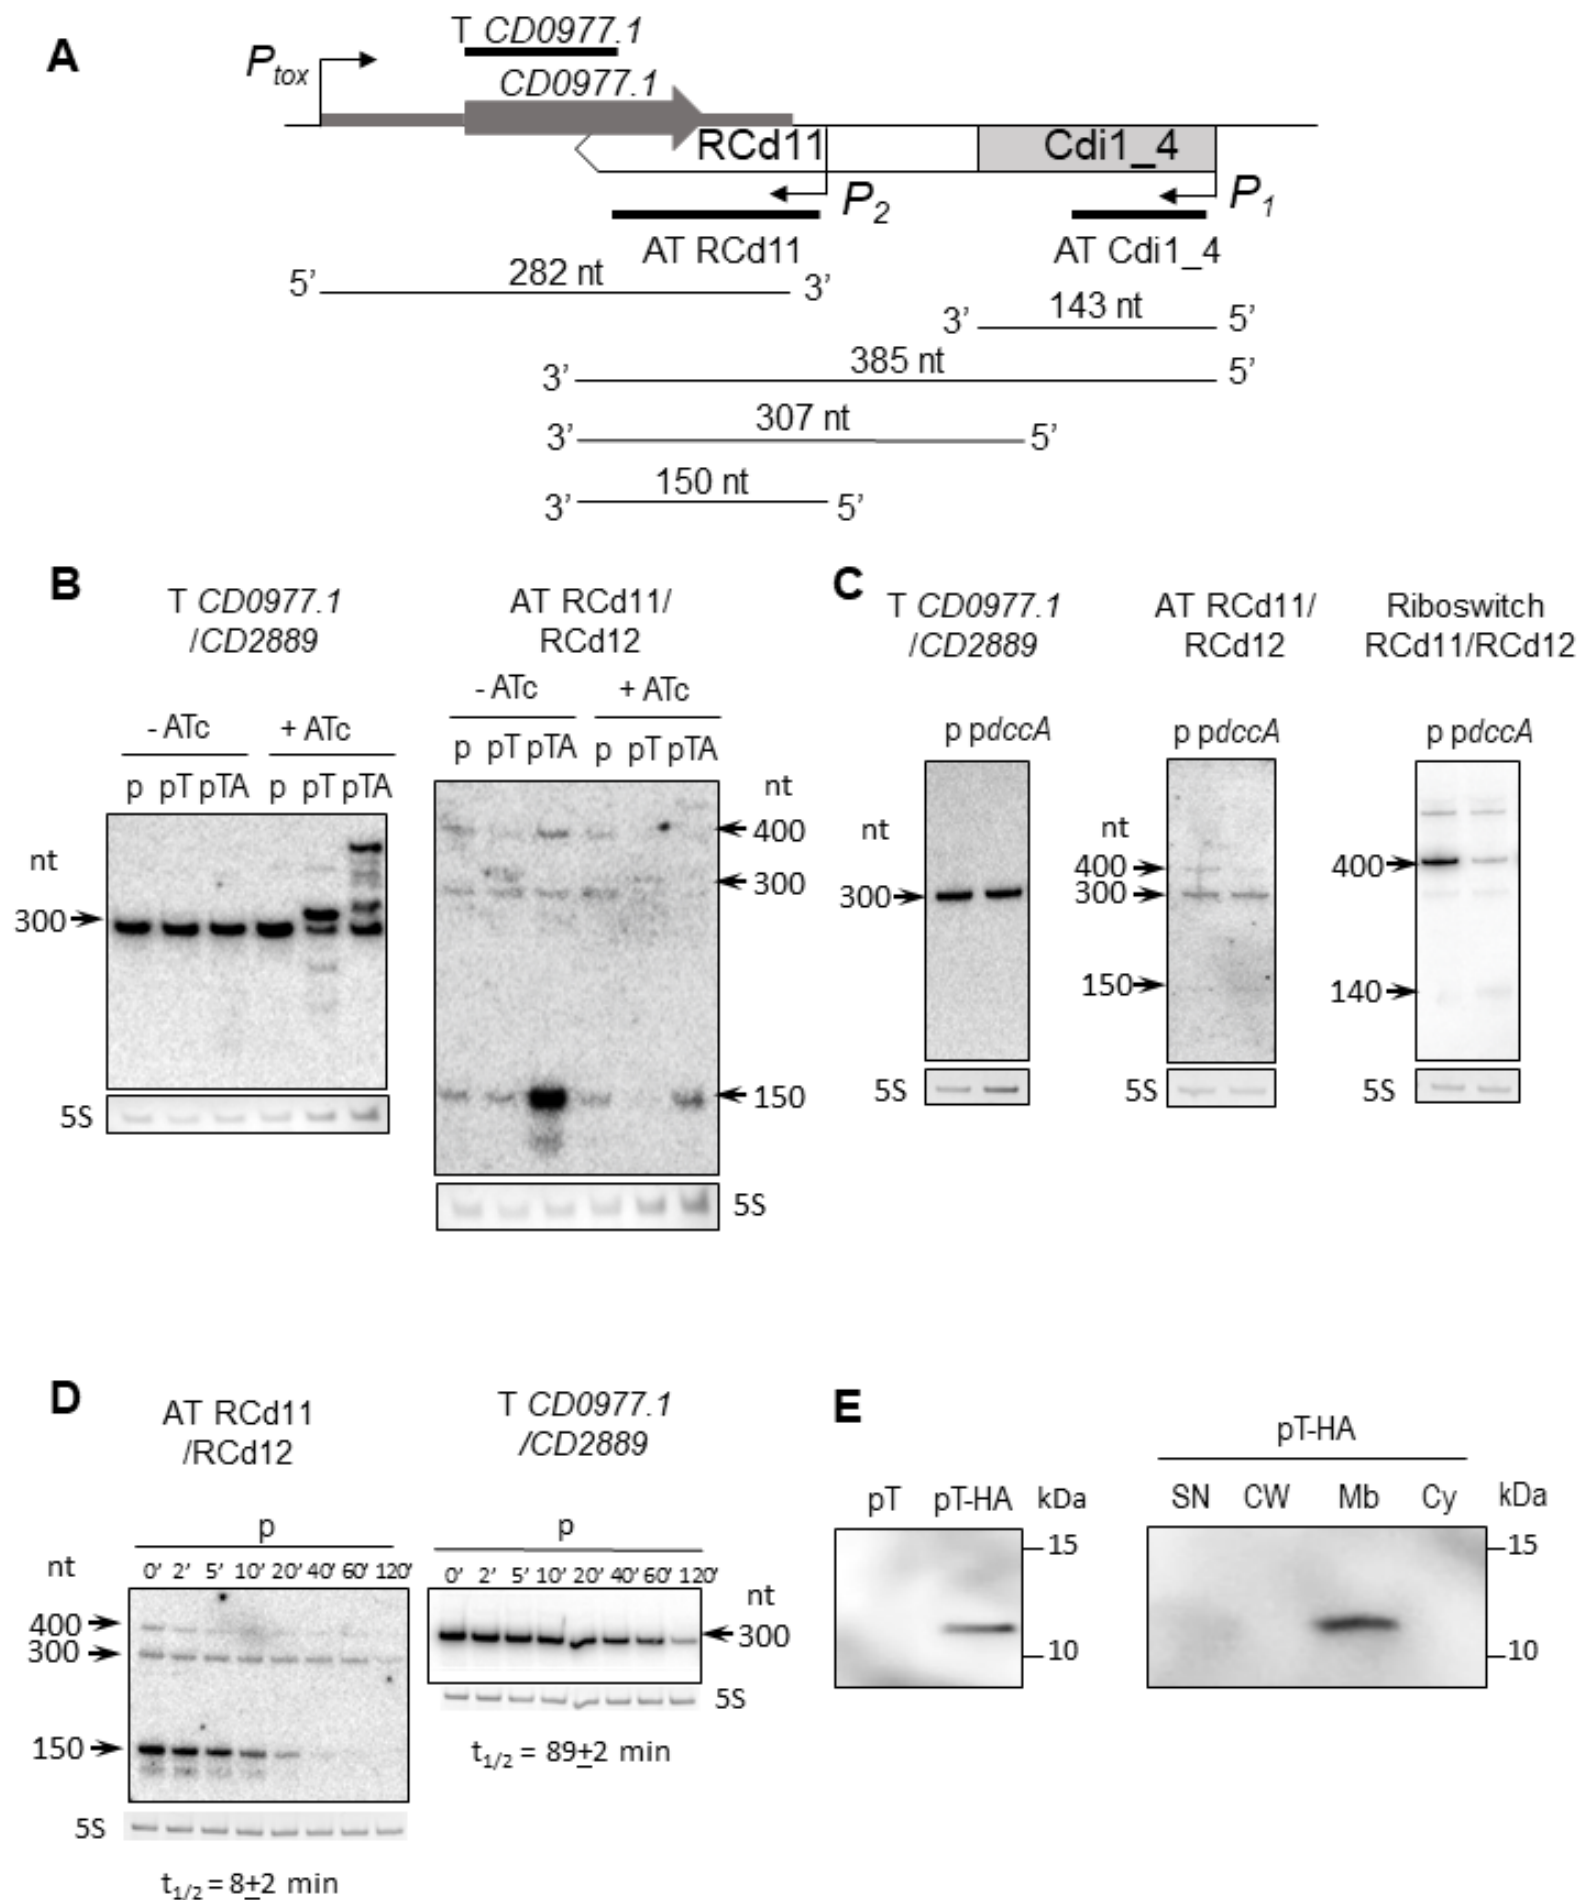 A
T CD0977.1
Ptox
CD0977.1
RCd11
Cdi1_4
P2
P1
AT RCd11
AT Cdi1_4
5’ 282 nt 3’
3’ 143 nt 5’
3’ 385 nt 5’
3’ 307 nt 5’
3’ 150 nt 5’
B
T CD0977.1
/CD2889
- ATc + ATc
p pT pTA p pT pTA
nt
300
5S
AT RCd11/
RCd12
- ATc + ATc
p pT pTA p pT pTA
nt
400
300
150
5S
C
T CD0977.1
/CD2889
p pdccA
nt
300
5S
AT RCd11/
RCd12
p pdccA
nt
400
300
150
5S
Riboswitch
RCd11/RCd12
p pdccA
400
140
5S
D
AT RCd11
/RCd12
p
nt
0’ 2’ 5’ 10’ 20’ 40’ 60’ 120’
400
300
150
5S
t1/2 = 8±2 min
T CD0977.1
/CD2889
p
0’ 2’ 5’ 10’ 20’ 40’ 60’ 120’
nt
300
5S
t1/2 = 89±2 min
E
pT pT-HA kDa
15
10
pT-HA
SN CW Mb Cy kDa
15
10